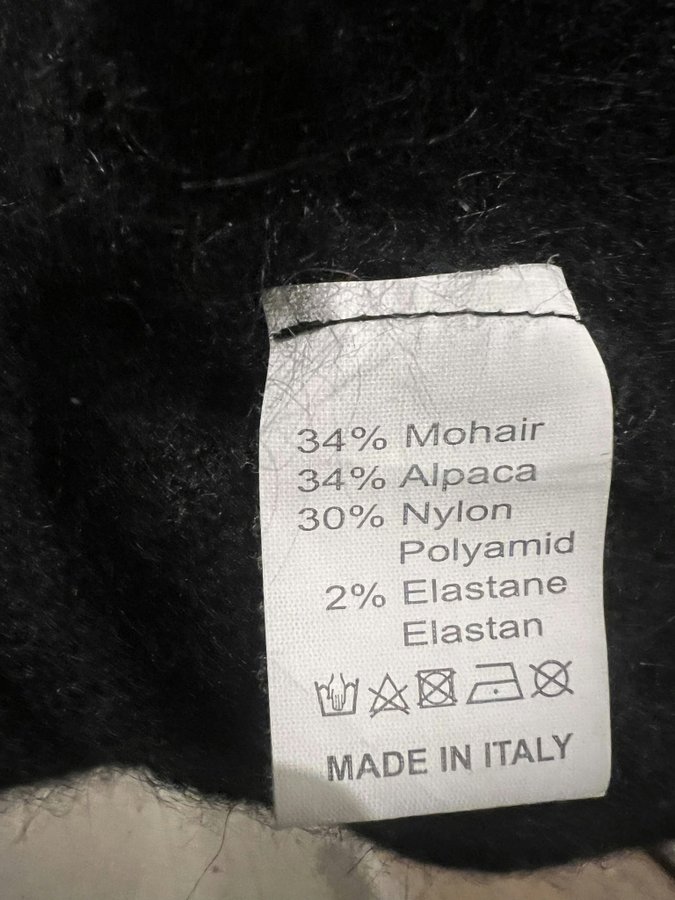 34% Mohair
34% Alpaca
30% Nylon
Polyamid
2% Elastane
Elastan
MADE IN ITALY